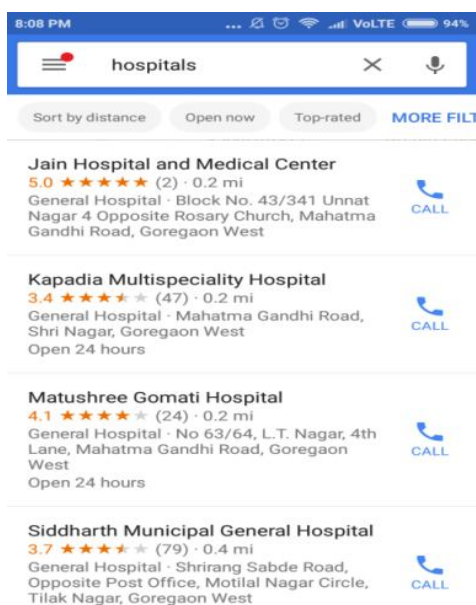 8:08 PM ... VoLTE 94%
hospitals
Sort by distance Open now Top-rated MORE FILT
Jain Hospital and Medical Center
5.0 ★★★★★ (2) · 0.2 mi
General Hospital · Block No. 43/341 Unnat
Nagar 4 Opposite Rosary Church, Mahatma
Gandhi Road, Goregaon West
CALL
Kapadia Multispeciality Hospital
3.4 ★★★★★ (47) · 0.2 mi
General Hospital · Mahatma Gandhi Road,
Shri Nagar, Goregaon West
Open 24 hours
CALL
Matushree Gomati Hospital
4.1 ★★★★★ (24) · 0.2 mi
General Hospital · No 63/64, L.T. Nagar, 4th
Lane, Mahatma Gandhi Road, Goregaon
West
Open 24 hours
CALL
Siddharth Municipal General Hospital
3.7 ★★★★★ (79) · 0.4 mi
General Hospital · Shrirang Sabde Road,
Opposite Post Office, Motilal Nagar Circle,
Tilak Nagar, Goregaon West
CALL